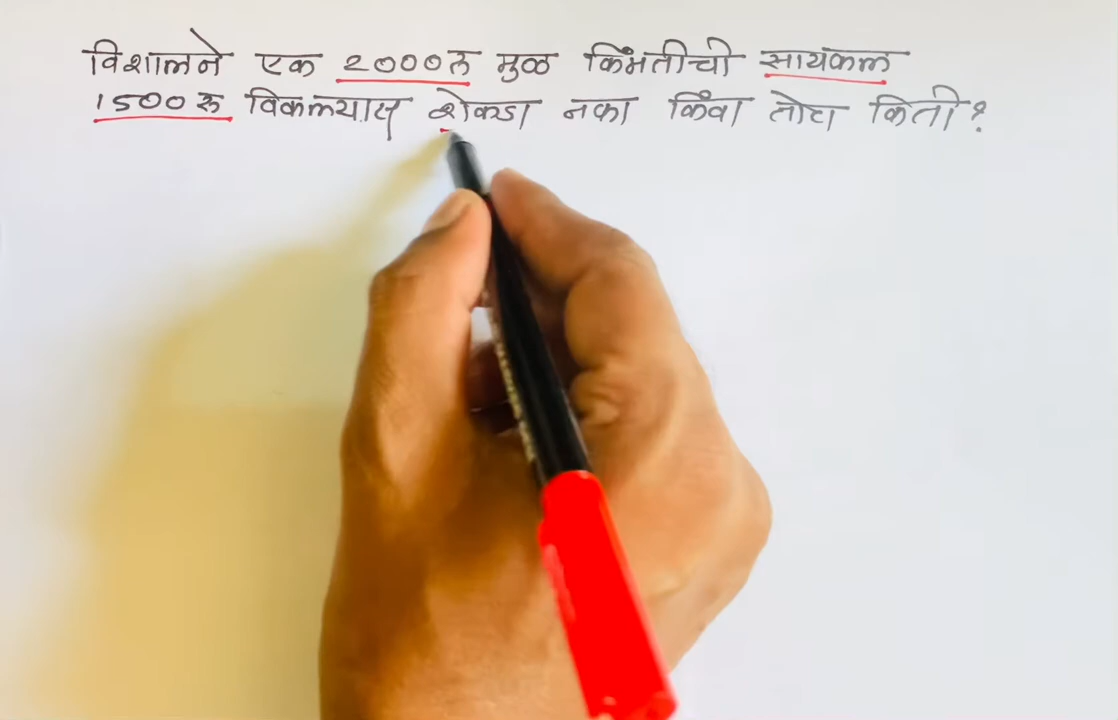 विशालने एक 2000रु मुळ किंमतीची सायकल
1500रु विकल्यास शेकडा नफा किंवा तोटा किती?